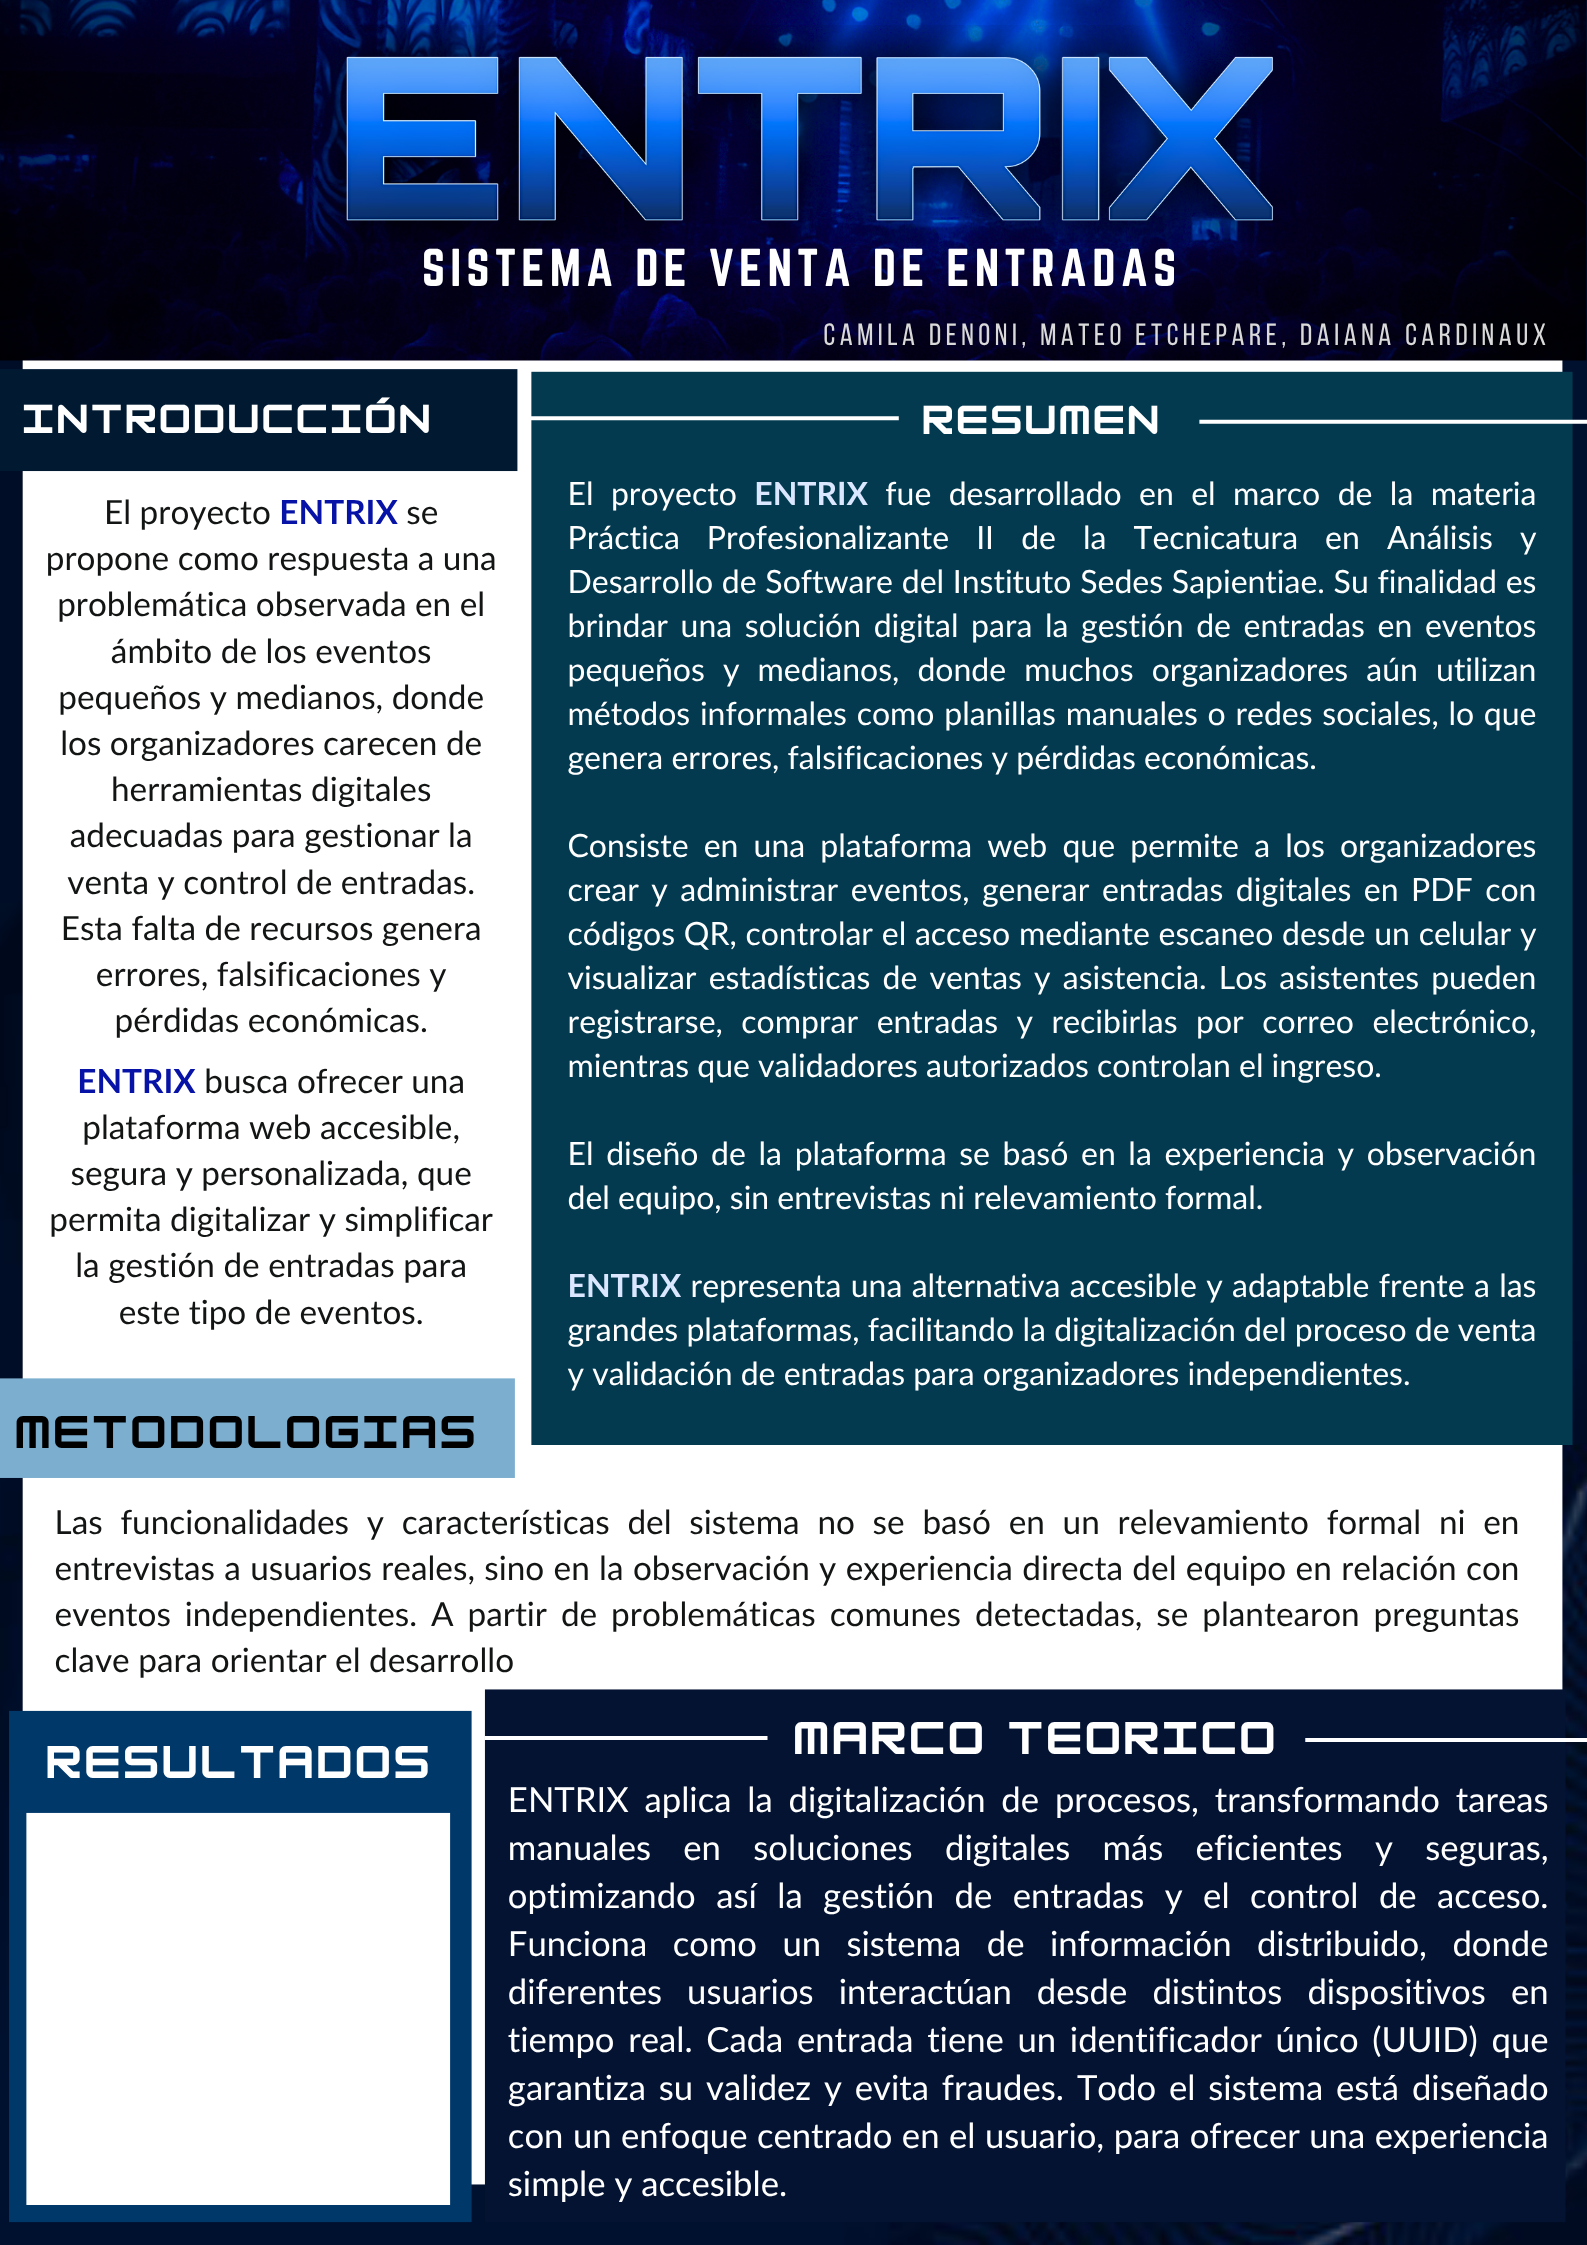 ENTRIX
SISTEMA DE VENTA DE ENTRADAS
CAMILA DENONI, MATEO ETCHEPARE, DAIANA CARDINAUX
INTRODUCCIÓN
El proyecto ENTRIX se
propone como respuesta a una
problemática observada en el
ámbito de los eventos
pequeños y medianos, donde
los organizadores carecen de
herramientas digitales
adecuadas para gestionar la
venta y control de entradas.
Esta falta de recursos genera
errores, falsificaciones y
pérdidas económicas.
ENTRIX busca ofrecer una
plataforma web accesible,
segura y personalizada, que
permita digitalizar y simplificar
la gestión de entradas para
este tipo de eventos.
RESUMEN
El proyecto ENTRIX fue desarrollado en el marco de la materia
Práctica Profesionalizante II de la Tecnicatura en Análisis y
Desarrollo de Software del Instituto Sedes Sapientiae. Su finalidad es
brindar una solución digital para la gestión de entradas en eventos
pequeños y medianos, donde muchos organizadores aún utilizan
métodos informales como planillas manuales o redes sociales, lo que
genera errores, falsificaciones y pérdidas económicas.
Consiste en una plataforma web que permite a los organizadores
crear y administrar eventos, generar entradas digitales en PDF con
códigos QR, controlar el acceso mediante escaneo desde un celular y
visualizar estadísticas de ventas y asistencia. Los asistentes pueden
registrarse, comprar entradas y recibirlas por correo electrónico,
mientras que validadores autorizados controlan el ingreso.
El diseño de la plataforma se basó en la experiencia y observación
del equipo, sin entrevistas ni relevamiento formal.
ENTRIX representa una alternativa accesible y adaptable frente a las
grandes plataformas, facilitando la digitalización del proceso de venta
y validación de entradas para organizadores independientes.
METODOLOGIAS
Las funcionalidades y características del sistema no se basó en un relevamiento formal ni en
entrevistas a usuarios reales, sino en la observación y experiencia directa del equipo en relación con
eventos independientes. A partir de problemáticas comunes detectadas, se plantearon preguntas
clave para orientar el desarrollo
RESULTADOS
MARCO TEORICO
ENTRIX aplica la digitalización de procesos, transformando tareas
manuales en soluciones digitales más eficientes y seguras,
optimizando así la gestión de entradas y el control de acceso.
Funciona como un sistema de información distribuido, donde
diferentes usuarios interactúan desde distintos dispositivos en
tiempo real. Cada entrada tiene un identificador único (UUID) que
garantiza su validez y evita fraudes. Todo el sistema está diseñado
con un enfoque centrado en el usuario, para ofrecer una experiencia
simple y accesible.